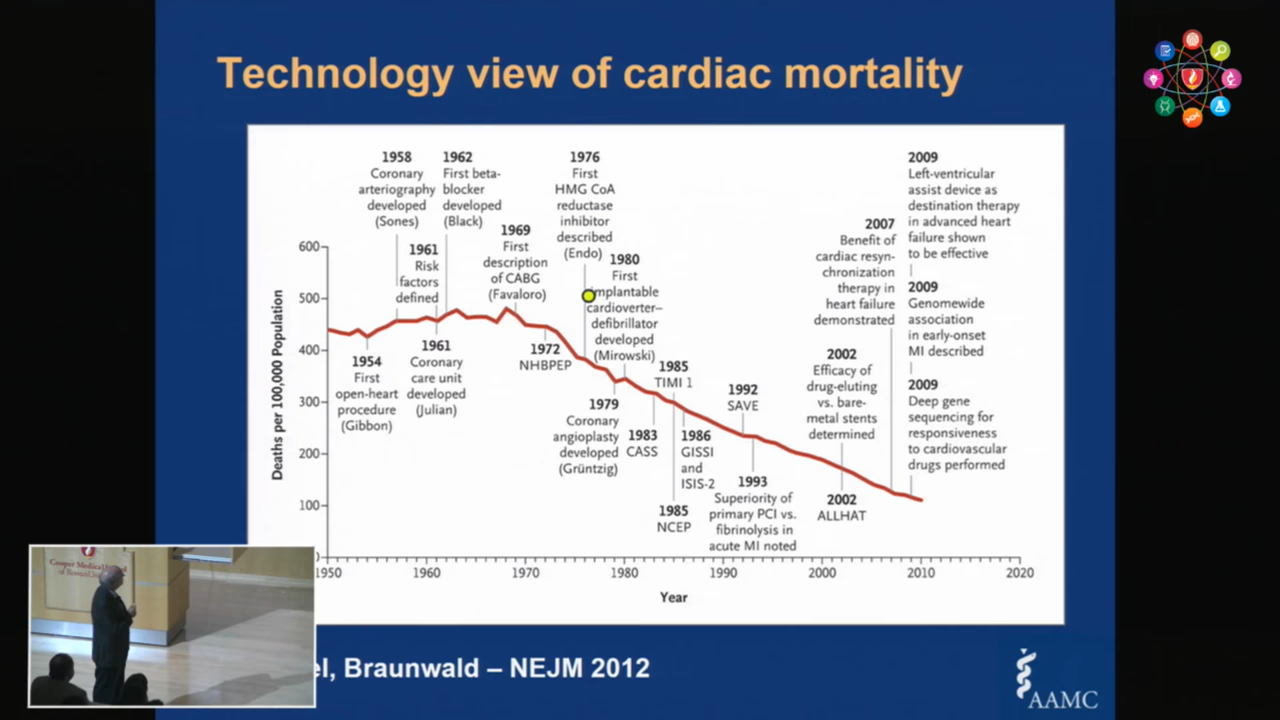 Technology view of cardiac mortality
1958
Coronary
arteriography
developed
(Sones)
1962
First beta-
blocker
developed
(Black)
1976
First
HMG CoA
reductase
inhibitor
described
(Endo)
2009
Left-ventricular
assist device as
destination therapy
in advanced heart
failure shown
to be effective
1961
Risk
factors
defined
1969
First
description
of CABG
(Favaloro)
1980
First
implantable
cardioverter–
defibrillator
developed
(Mirowski)
2007
Benefit of
cardiac resyn-
chronization
therapy in
heart failure
demonstrated
2009
Genomewide
association
in early-onset
MI described
1954
First
open-heart
procedure
(Gibbon)
1961
Coronary
care unit
developed
(Julian)
1972
NHBPEP
1985
TIMI 1
1992
SAVE
2002
Efficacy of
drug-eluting
vs. bare-
metal stents
determined
2009
Deep gene
sequencing for
responsiveness
to cardiovascular
drugs performed
1979
Coronary
angioplasty
developed
(Grüntzig)
1983
CASS
1986
GISSI
and
ISIS-2
1985
NCEP
1993
Superiority of
primary PCI vs.
fibrinolysis in
acute MI noted
2002
ALLHAT
Deaths per 100,000 Population
600
500
400
300
200
100
1950 1960 1970 1980 1990 2000 2010 2020
Year
Braunwald – NEJM 2012
AAMC
Cooper Medical